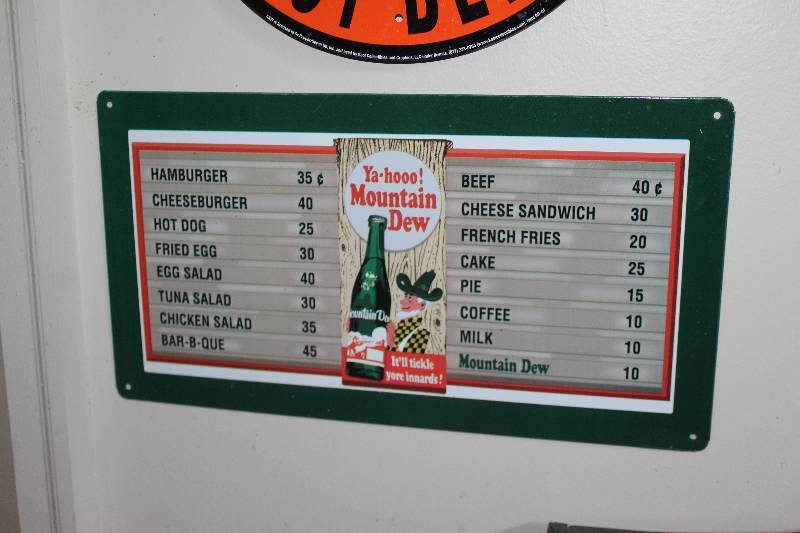 HAMBURGER 35 ¢
CHEESEBURGER 40
HOT DOG 25
FRIED EGG 30
EGG SALAD 40
TUNA SALAD 30
CHICKEN SALAD 35
BAR-B-QUE 45
Ya-hooo!
Mountain
Dew
Mountain Dew
It'll tickle
yore innards!
BEEF 40 ¢
CHEESE SANDWICH 30
FRENCH FRIES 20
CAKE 25
PIE 15
COFFEE 10
MILK 10
Mountain Dew 10